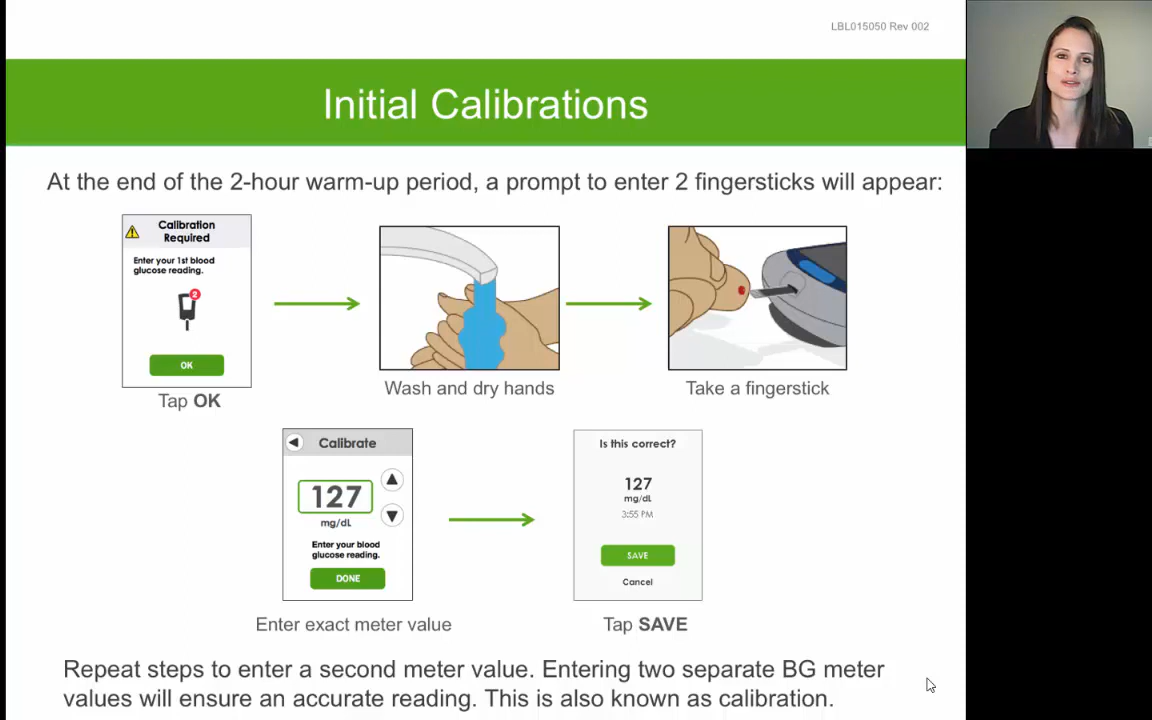 LBL015050 Rev 002
Initial Calibrations
At the end of the 2-hour warm-up period, a prompt to enter 2 fingersticks will appear:
Calibration
Required
Enter your 1st blood
glucose reading.
2
OK
Tap OK
Wash and dry hands
Take a fingerstick
Calibrate
127
mg/dL
Enter your blood
glucose reading.
DONE
Enter exact meter value
Is this correct?
127
mg/dL
3:55 PM
SAVE
Cancel
Tap SAVE
Repeat steps to enter a second meter value. Entering two separate BG meter
values will ensure an accurate reading. This is also known as calibration.